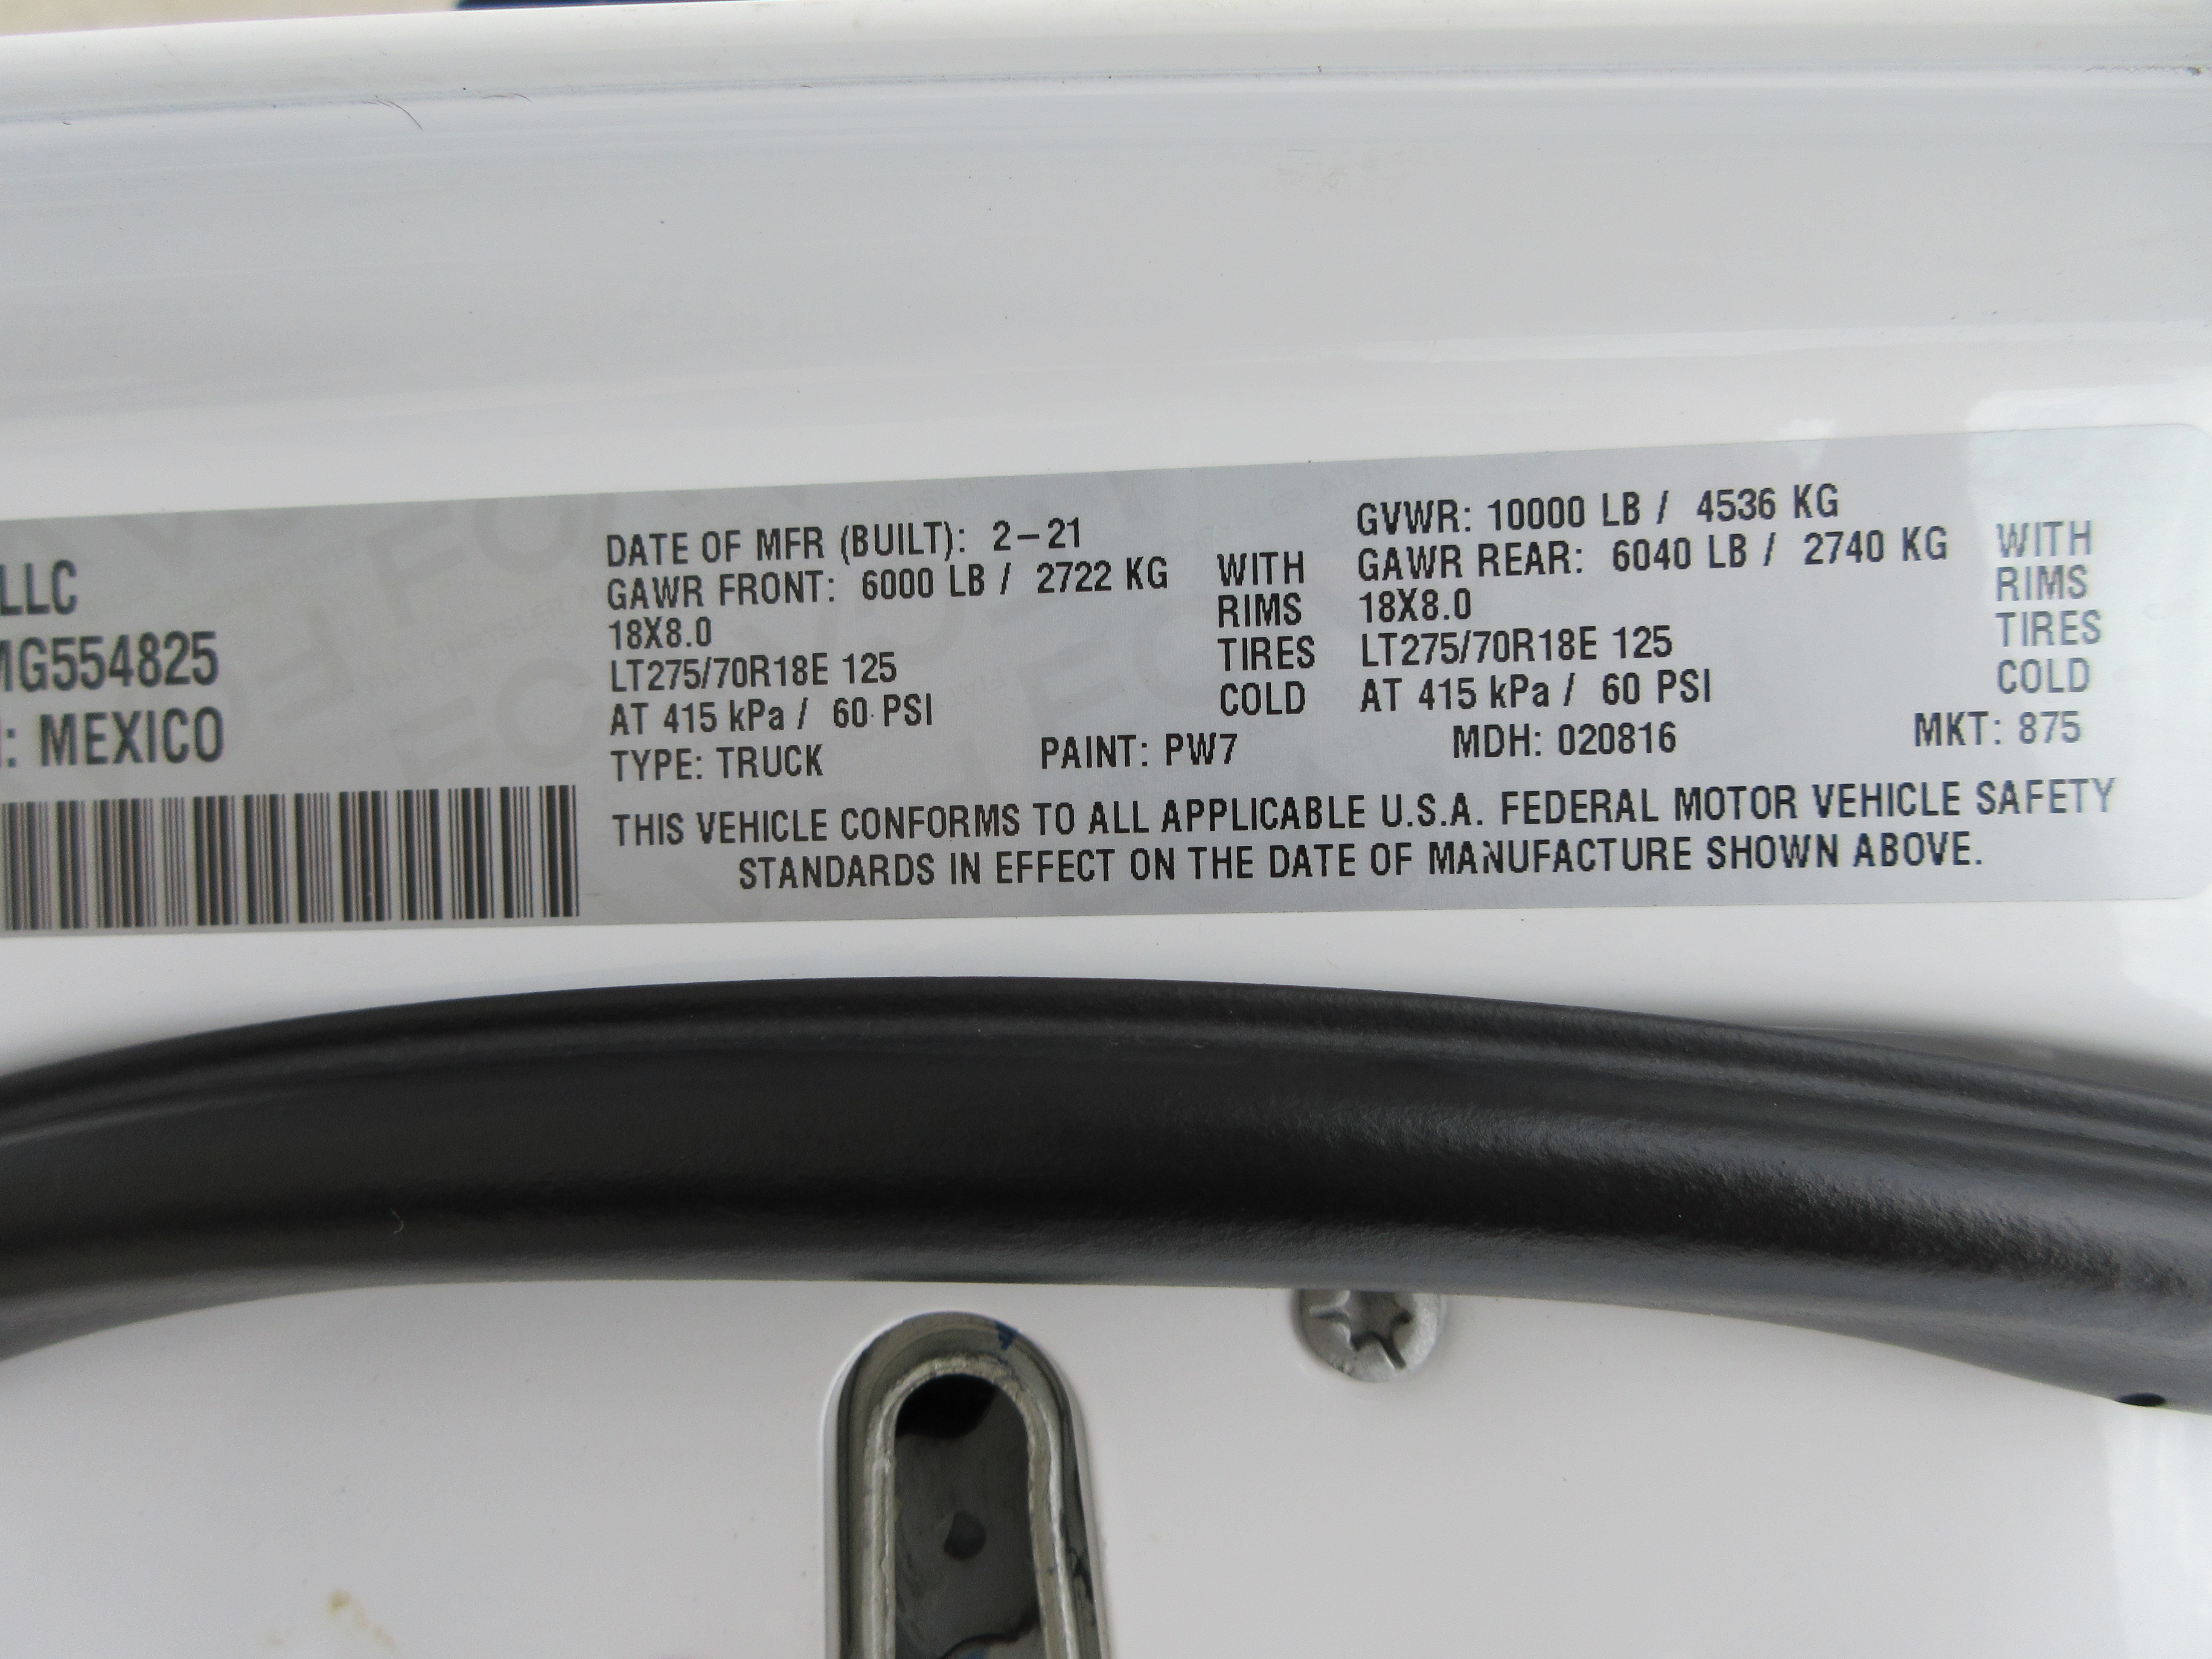 LLC
MG554825
: MEXICO
DATE OF MFR (BUILT): 2-21
GAWR FRONT: 6000 LB / 2722 KG WITH
18X8.0 RIMS
LT275/70R18E 125 TIRES
AT 415 kPa / 60 PSI COLD
GVWR: 10000 LB / 4536 KG
GAWR REAR: 6040 LB / 2740 KG WITH
18X8.0 RIMS
LT275/70R18E 125 TIRES
AT 415 kPa / 60 PSI COLD
TYPE: TRUCK PAINT: PW7 MDH: 020816 MKT: 875
THIS VEHICLE CONFORMS TO ALL APPLICABLE U.S.A. FEDERAL MOTOR VEHICLE SAFETY
STANDARDS IN EFFECT ON THE DATE OF MANUFACTURE SHOWN ABOVE.